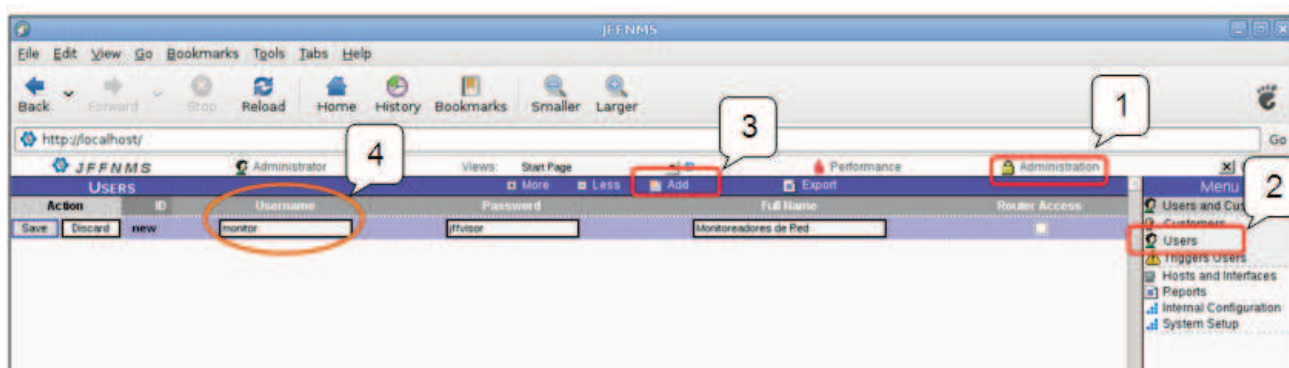 JFFNMS
File Edit View Go Bookmarks Tools Tabs Help
Back Forward Stop Reload Home History Bookmarks Smaller Larger
1
3
http://localhost/ Go
4
JFFNMS Administrator Views: Start Page Performance Administration
USERS More Less Add Export Menu
2
Action ID Username Password Full Name Router Access
Users and Cus
Save Discard new monitor jffvisor Monitoreadores de Red
Customers
Users
Triggers Users
Hosts and Interfaces
Reports
Internal Configuration
System Setup